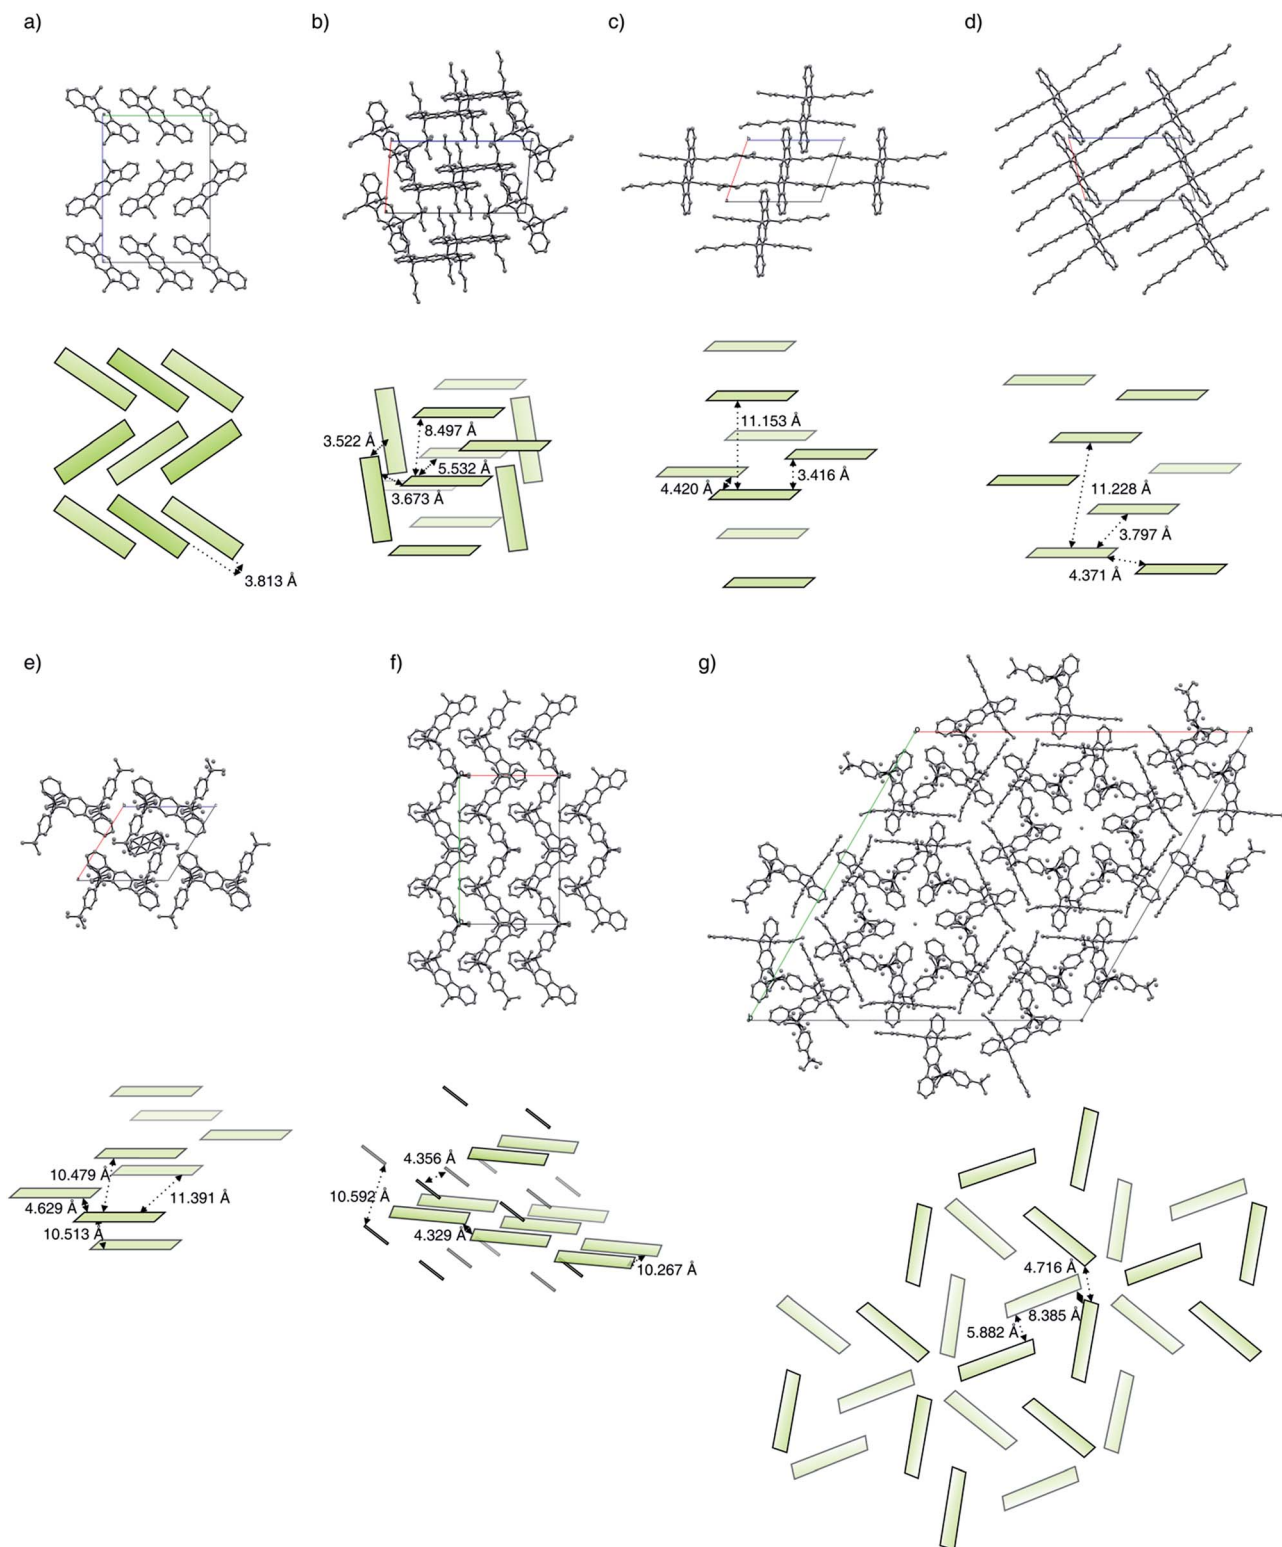 a)
b)
c)
d)
3.813 Å
3.522 Å
8.497 Å
5.532 Å
3.673 Å
11.153 Å
4.420 Å
3.416 Å
11.228 Å
3.797 Å
4.371 Å
e)
f)
g)
10.479 Å
11.391 Å
4.629 Å
10.513 Å
4.356 Å
10.592 Å
4.329 Å
10.267 Å
4.716 Å
8.385 Å
5.882 Å